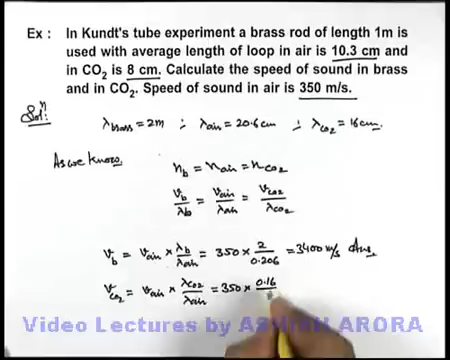 Ex : In Kundt's tube experiment a brass rod of length 1m is
used with average length of loop in air is 10.3 cm and
in CO₂ is 8 cm. Calculate the speed of sound in brass
and in CO₂. Speed of sound in air is 350 m/s.
Solⁿ
λbrass = 2m ∴ λair = 20.6cm ∴ λCO₂ = 16cm.
As we know,
nb = nair = nCO₂
vb/λb = vair/λair = vCO₂/λCO₂
vb = vair × λb/λair = 350 × 2/0.206 = 3400 m/s Ans
vCO₂ = vair × λCO₂/λair = 350 × 0.16/
Video Lectures by ASHISH ARORA